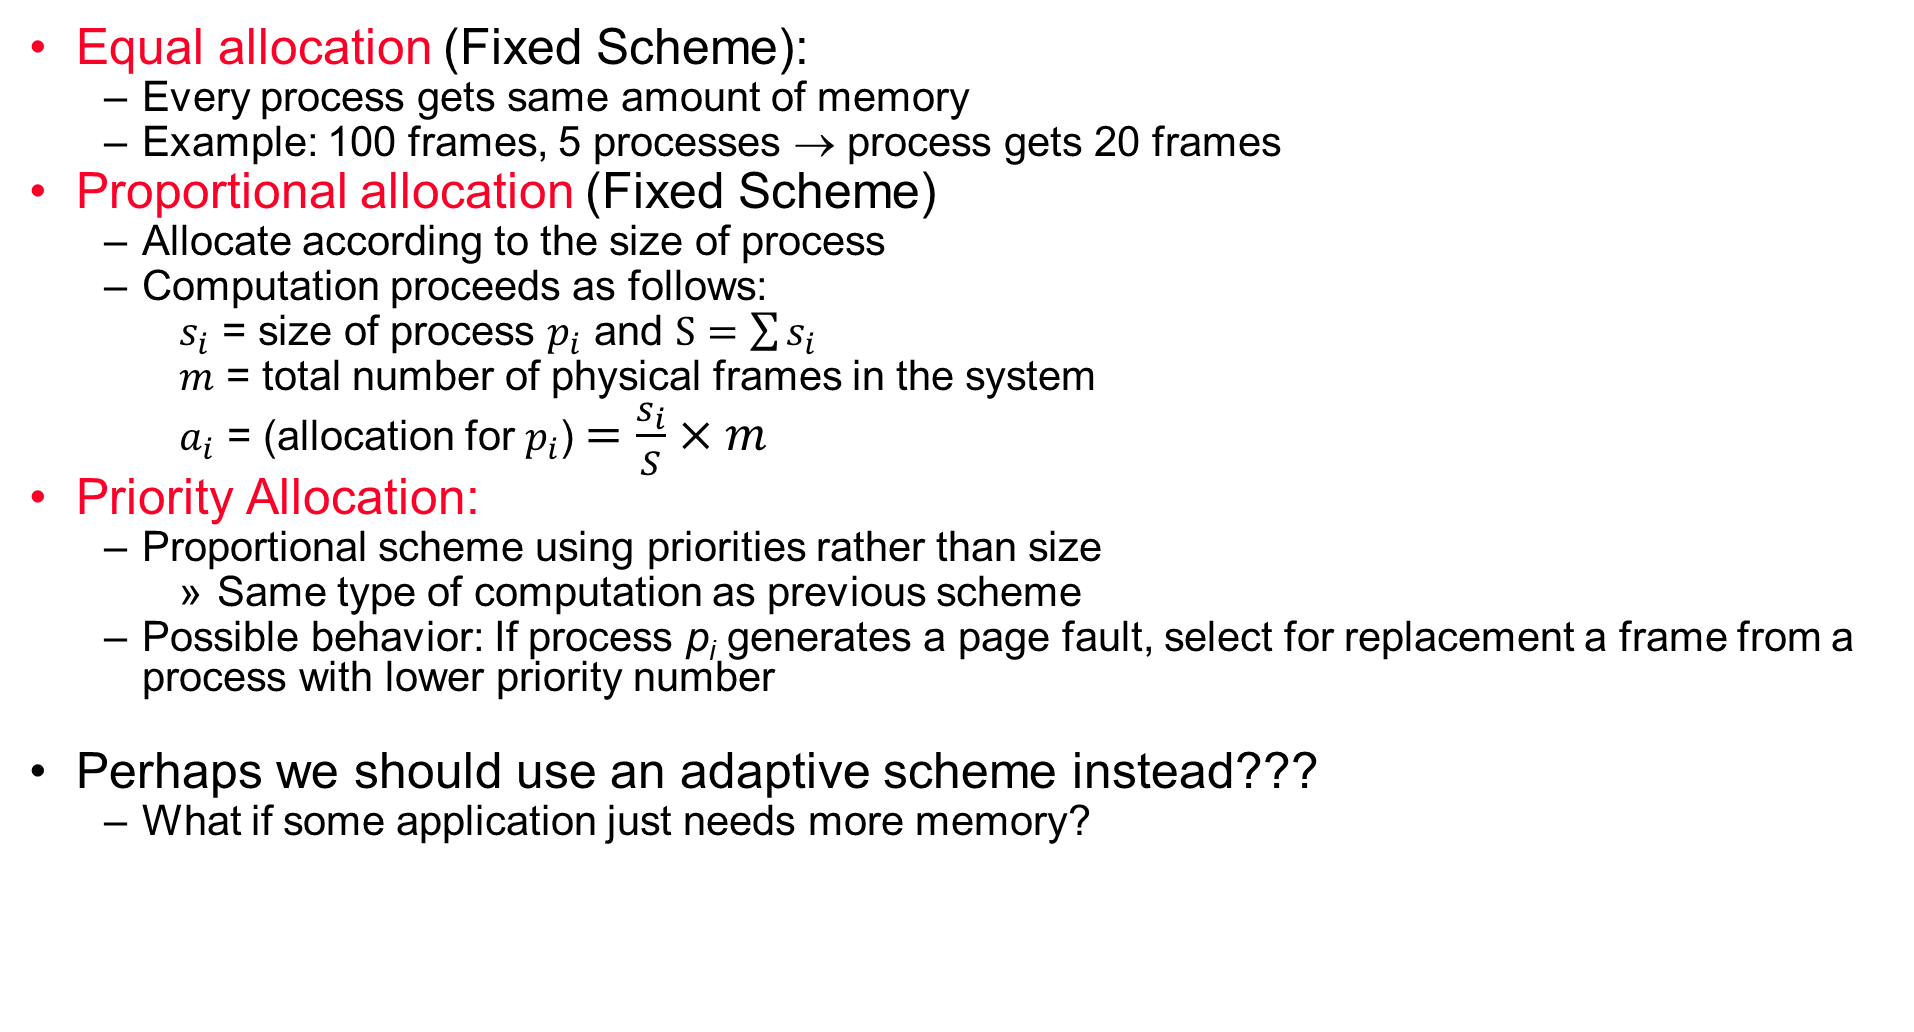 • Equal allocation (Fixed Scheme):
– Every process gets same amount of memory
– Example: 100 frames, 5 processes → process gets 20 frames
• Proportional allocation (Fixed Scheme)
– Allocate according to the size of process
– Computation proceeds as follows:
sᵢ = size of process pᵢ and S = ∑ sᵢ
m = total number of physical frames in the system
aᵢ = (allocation for pᵢ) = sᵢ/S × m
• Priority Allocation:
– Proportional scheme using priorities rather than size
» Same type of computation as previous scheme
– Possible behavior: If process pᵢ generates a page fault, select for replacement a frame from a
process with lower priority number
• Perhaps we should use an adaptive scheme instead???
– What if some application just needs more memory?